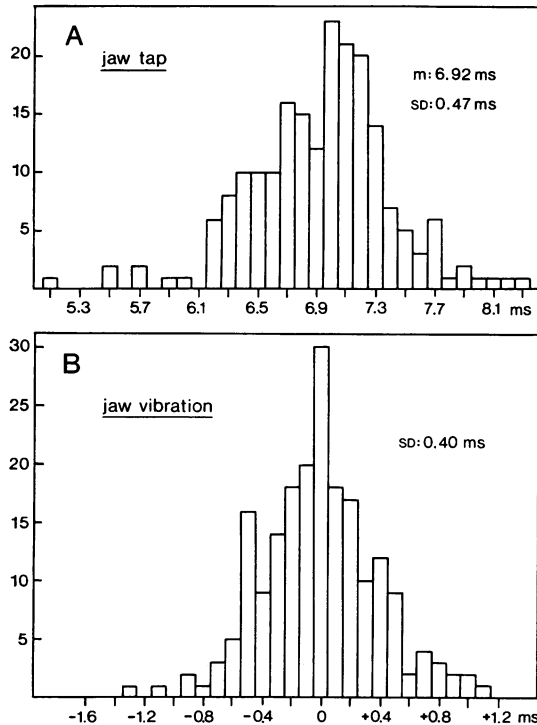 A
jaw tap
m: 6.92 ms
SD: 0.47 ms
20
15
10
5
5.3 5.7 6.1 6.5 6.9 7.3 7.7 8.1 ms
B
jaw vibration
SD: 0.40 ms
30
25
20
15
10
5
-1.6 -1.2 -0.8 -0.4 0 +0.4 +0.8 +1.2 ms